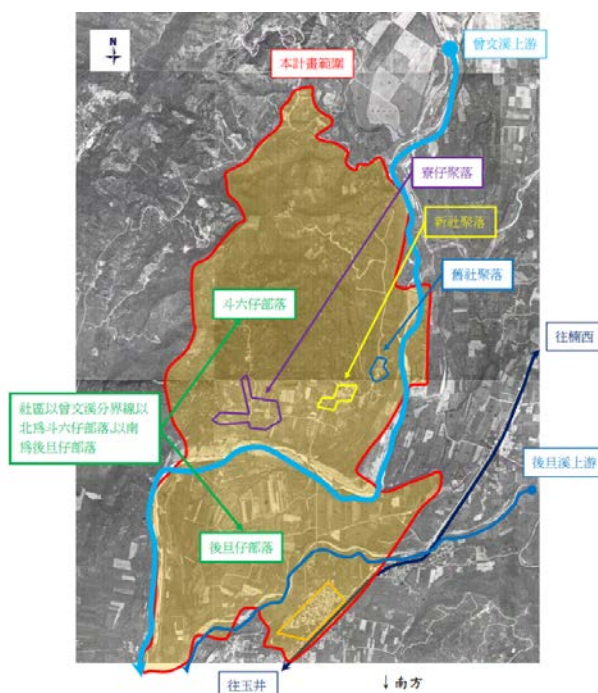 N
曾文溪上游
本計畫範圍
寮仔聚落
新社聚落
舊社聚落
斗六仔部落
往楠西
社區以曾文溪分界線以
北為斗六仔部落,以南
為後旦仔部落
後旦溪上游
後旦仔部落
往玉井
↓南方